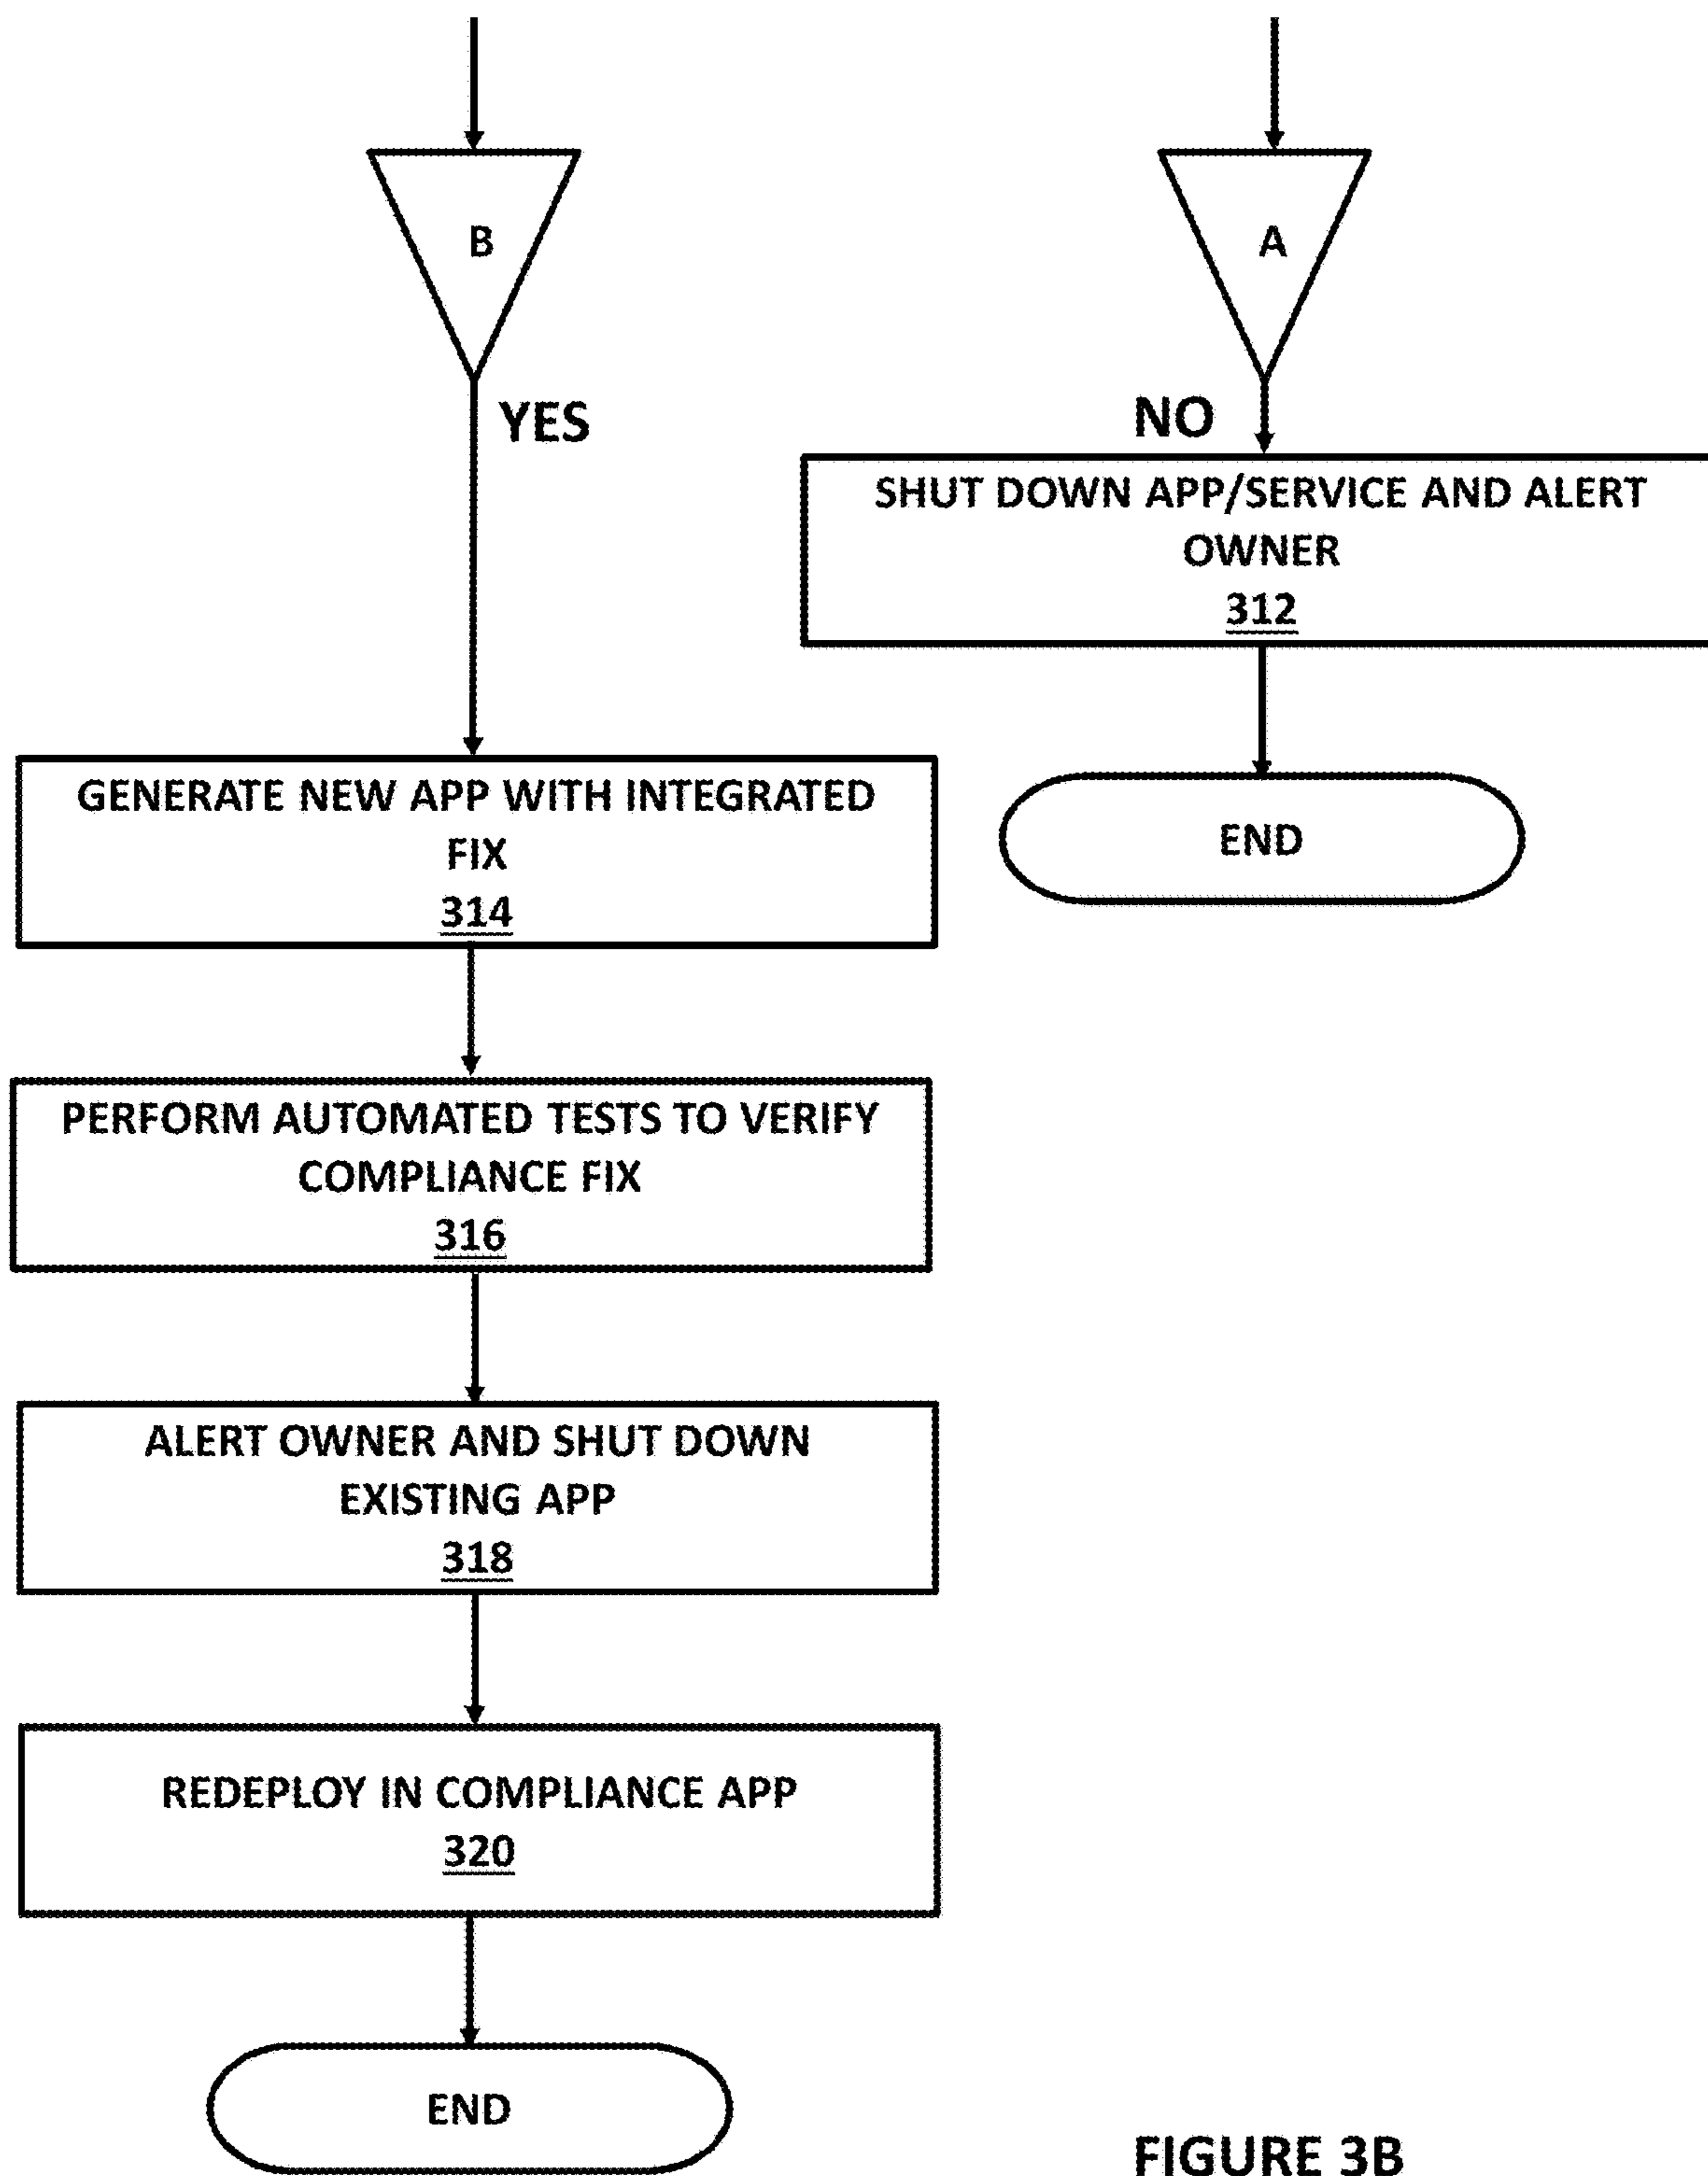 B
A
YES
NO
SHUT DOWN APP/SERVICE AND ALERT
OWNER
312
END
GENERATE NEW APP WITH INTEGRATED
FIX
314
PERFORM AUTOMATED TESTS TO VERIFY
COMPLIANCE FIX
316
ALERT OWNER AND SHUT DOWN
EXISTING APP
318
REDEPLOY IN COMPLIANCE APP
320
END
FIGURE 3B